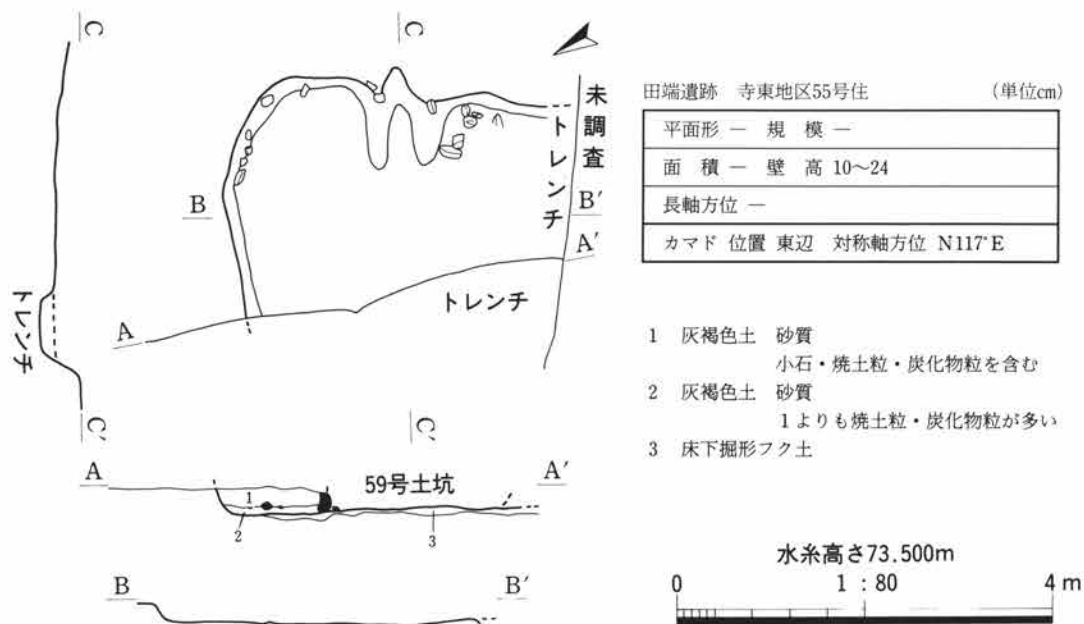 C
C
未調査
トレンチ
B
B′
A′
トレンチ
A
トレンチ
C′
C′
A
59号土坑
A′
1
2
3
B
B′
田端遺跡 寺東地区55号住 (単位cm)
平面形 ― 規模 ―
面積 ― 壁高 10〜24
長軸方位 ―
カマド 位置 東辺 対称軸方位 N117°E
1 灰褐色土 砂質
小石・焼土粒・炭化物粒を含む
2 灰褐色土 砂質
1よりも焼土粒・炭化物粒が多い
3 床下掘形フク土
水糸高さ73.500m
0 1:80 4m